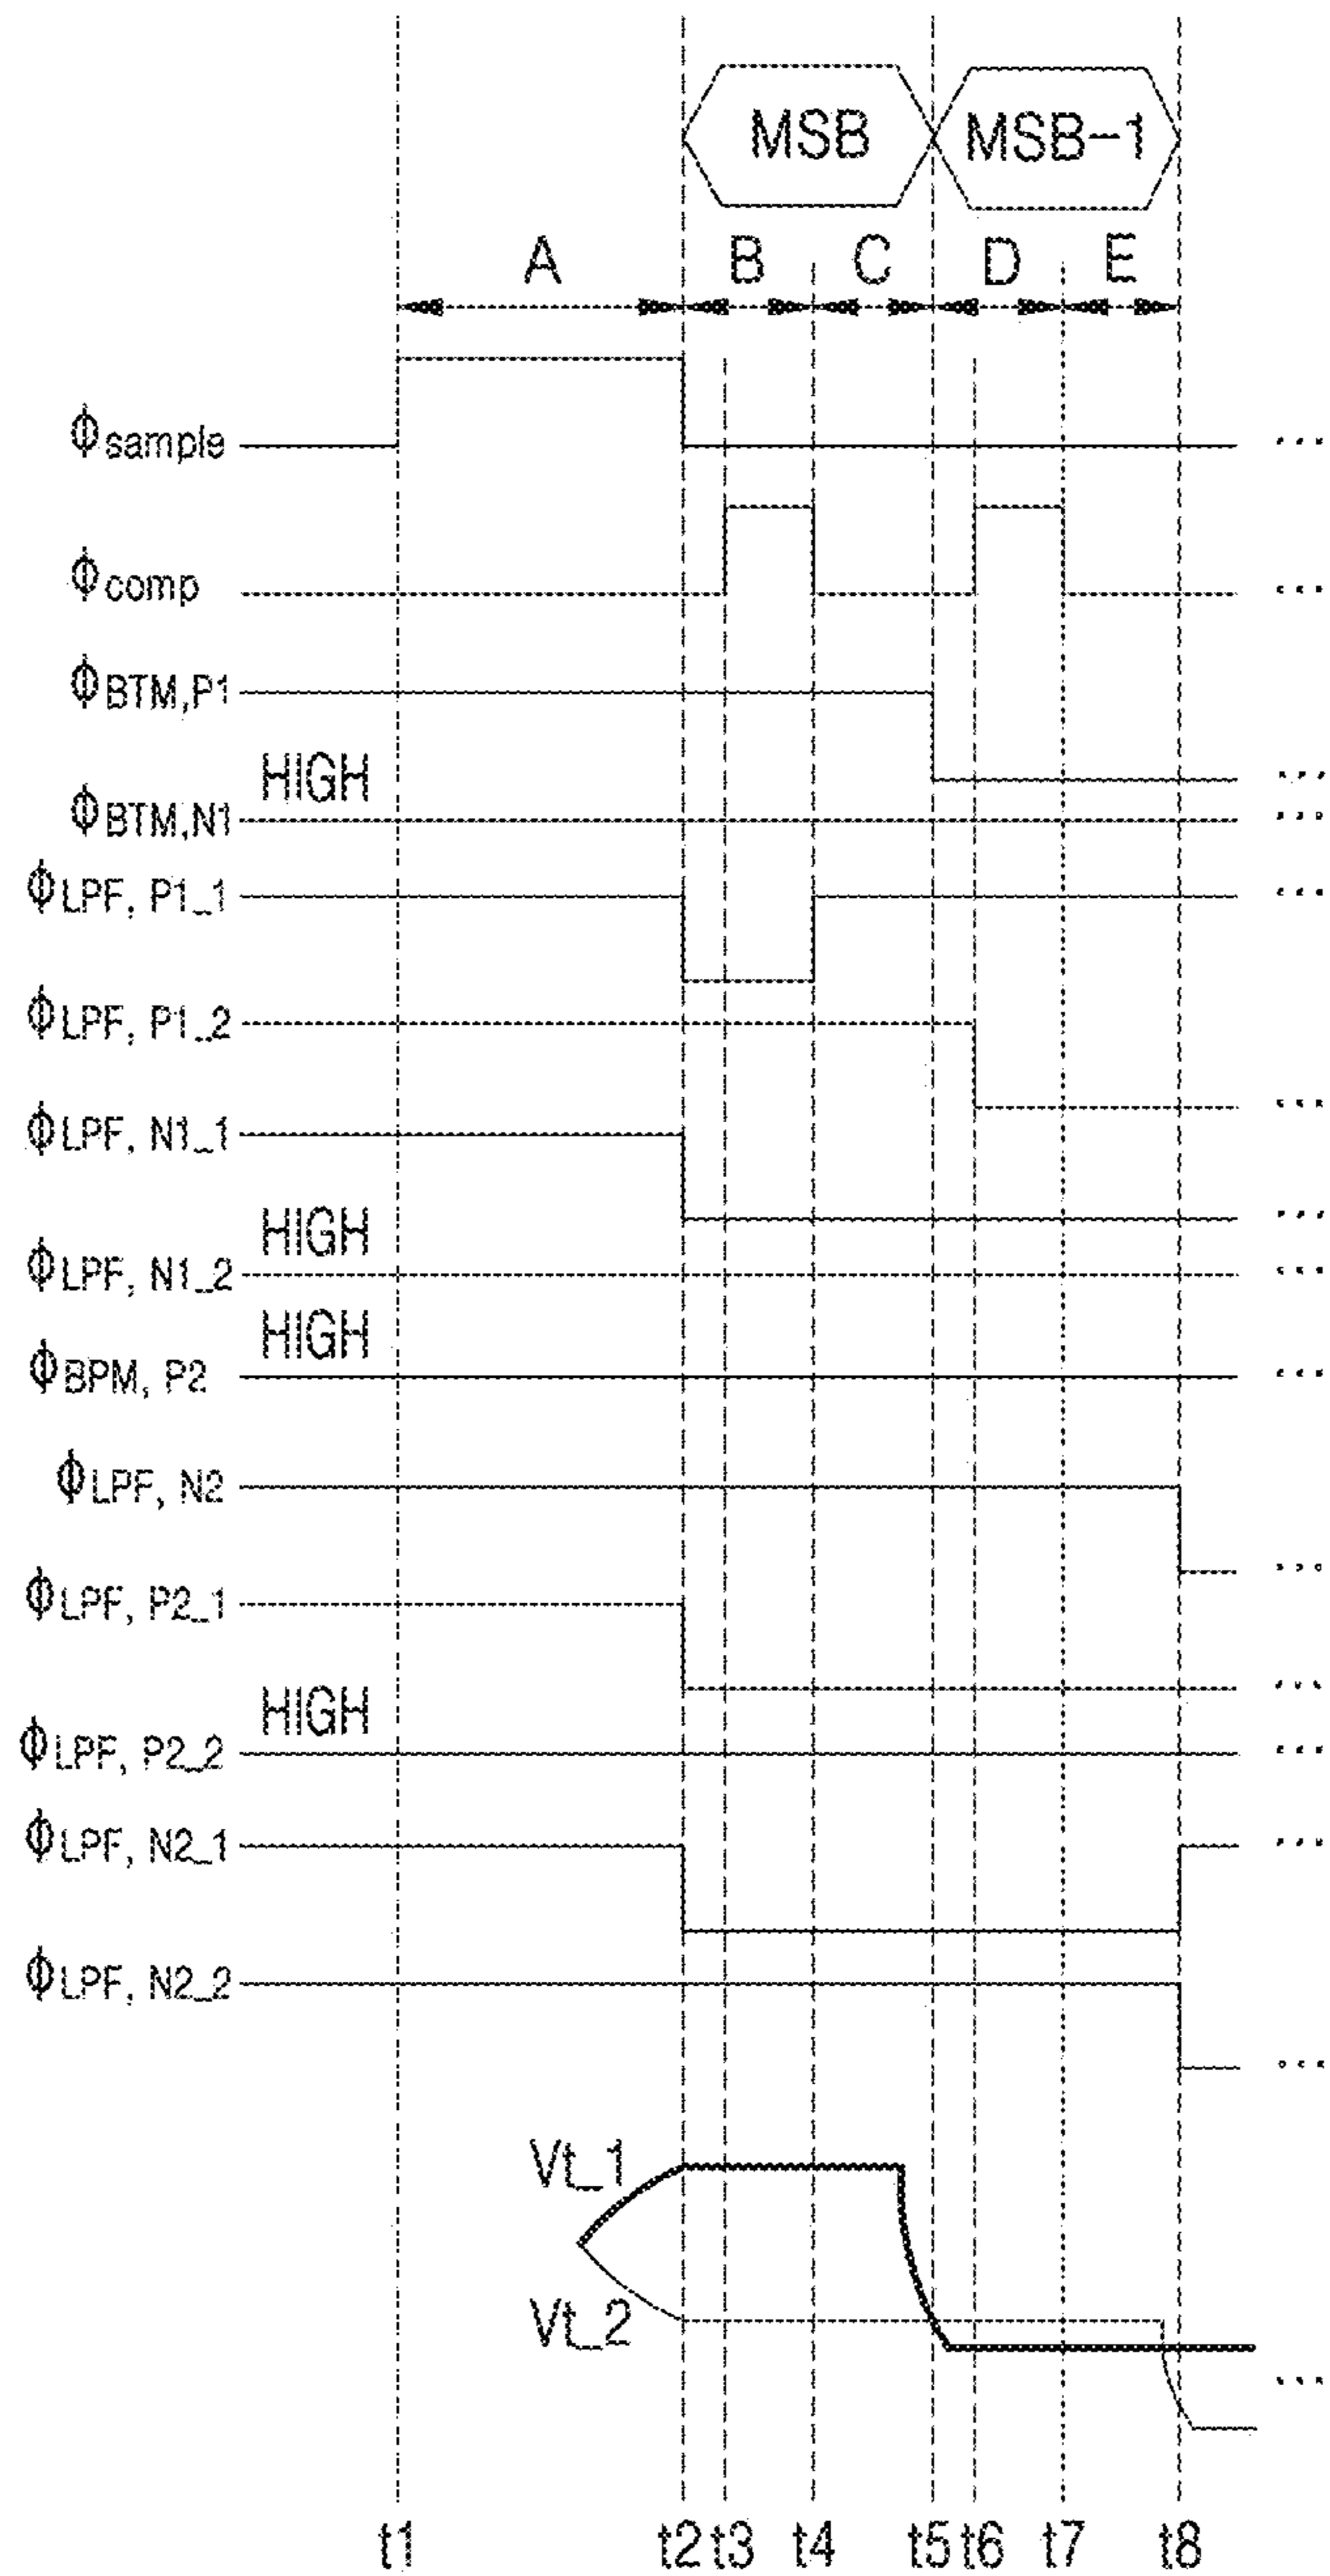 MSB MSB-1
A B C D E
Φsample ...
Φcomp ...
ΦBTM,P1 ...
HIGH
ΦBTM,N1 ...
ΦLPF, P1_1 ...
ΦLPF, P1_2 ...
ΦLPF, N1_1 ...
HIGH
ΦLPF, N1_2 ...
HIGH
ΦBPM, P2 ...
ΦLPF, N2 ...
ΦLPF, P2_1 ...
HIGH
ΦLPF, P2_2 ...
ΦLPF, N2_1 ...
ΦLPF, N2_2 ...
Vt_1
Vt_2 ...
t1 t2 t3 t4 t5 t6 t7 t8